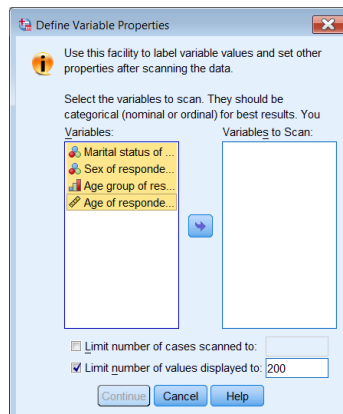 Define Variable Properties
Use this facility to label variable values and set other
properties after scanning the data.
Select the variables to scan. They should be
categorical (nominal or ordinal) for best results. You
Variables:
Variables to Scan:
Marital status of ...
Sex of responde...
Age group of res...
Age of responde...
Limit number of cases scanned to:
Limit number of values displayed to: 200
Continue Cancel Help